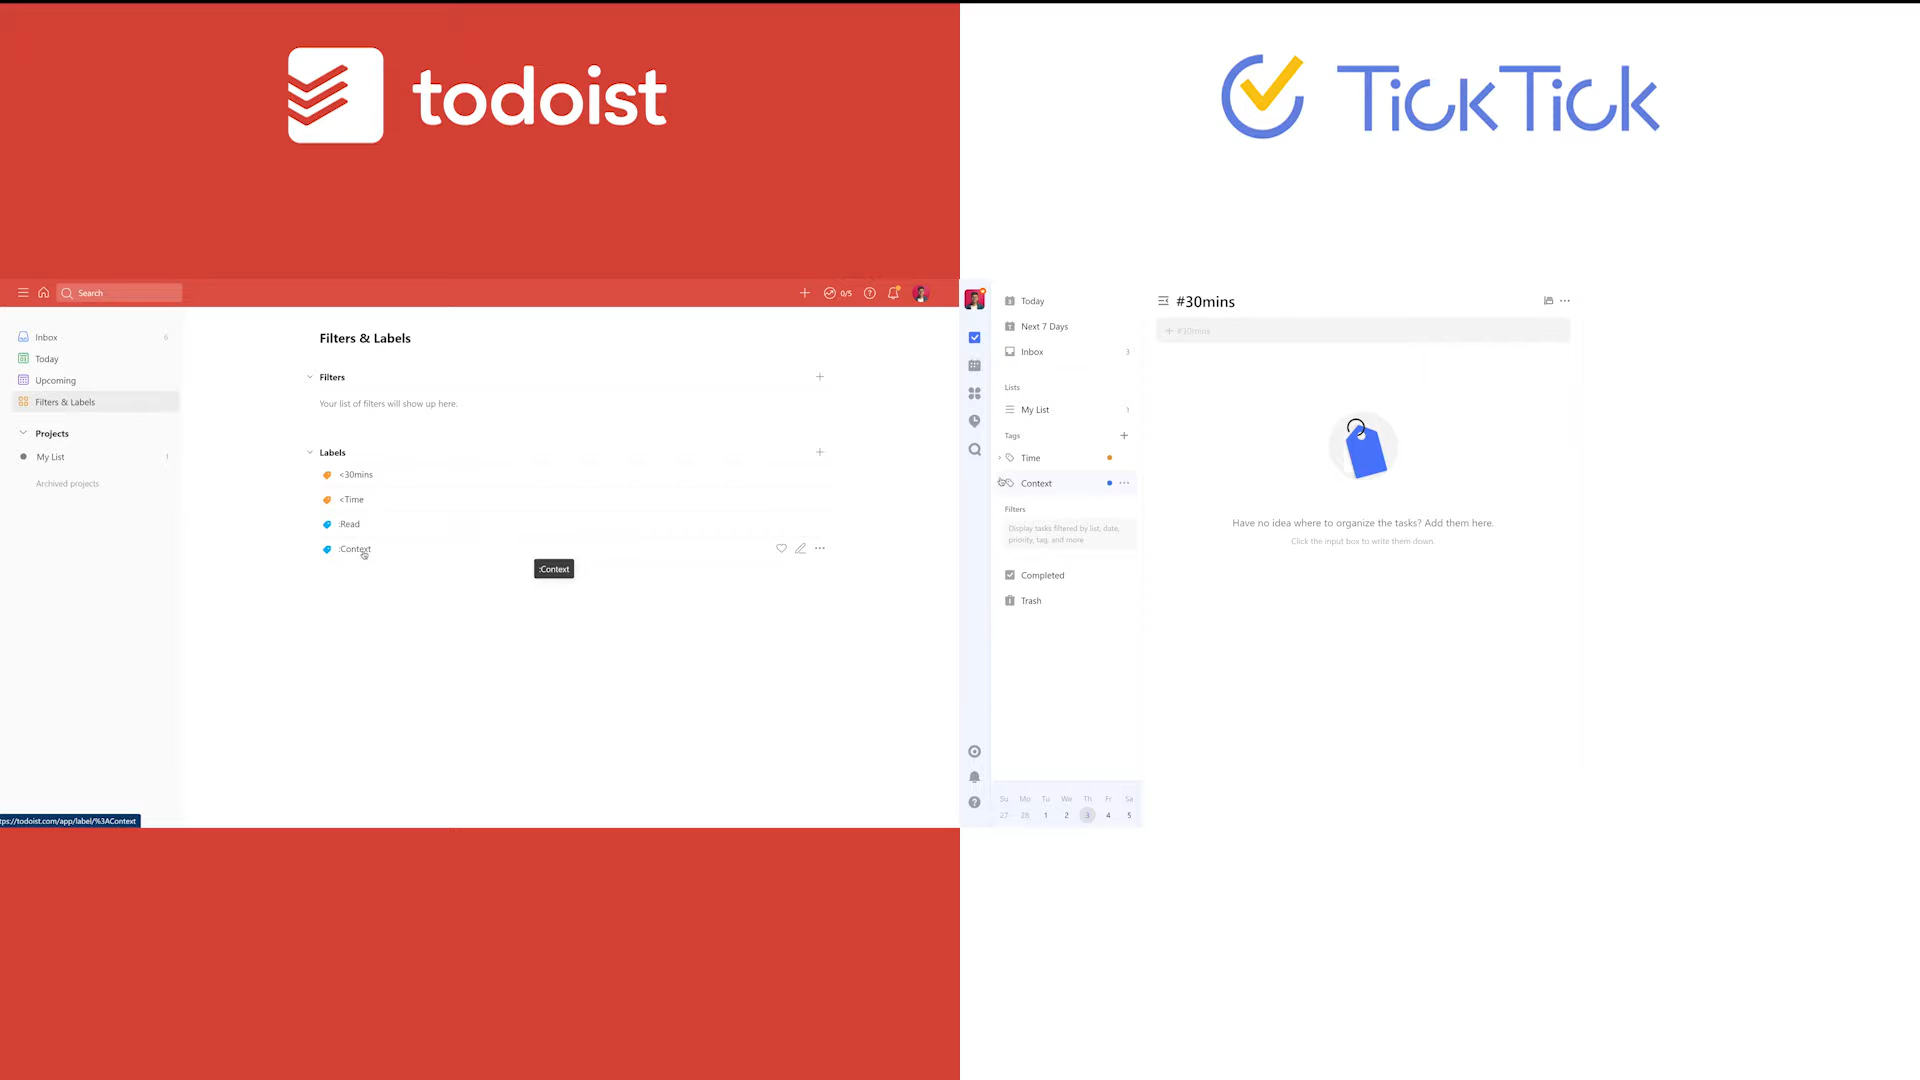 todoist
TickTick
Search
0/5
Inbox 6
Today
Upcoming
Filters & Labels
Projects
My List 1
Archived projects
Filters & Labels
Filters
Your list of filters will show up here.
Labels
<30mins
<Time
:Read
:Context
:Context
tps://todoist.com/app/label/%3AContext
Today
Next 7 Days
Inbox 3
Lists
My List 1
Tags
Time
Context
Filters
Display tasks filtered by list, date,
priority, tag, and more
Completed
Trash
Su Mo Tu We Th Fr Sa
27 28 1 2 3 4 5
#30mins
+ #30mins
Have no idea where to organize the tasks? Add them here.
Click the input box to write them down.